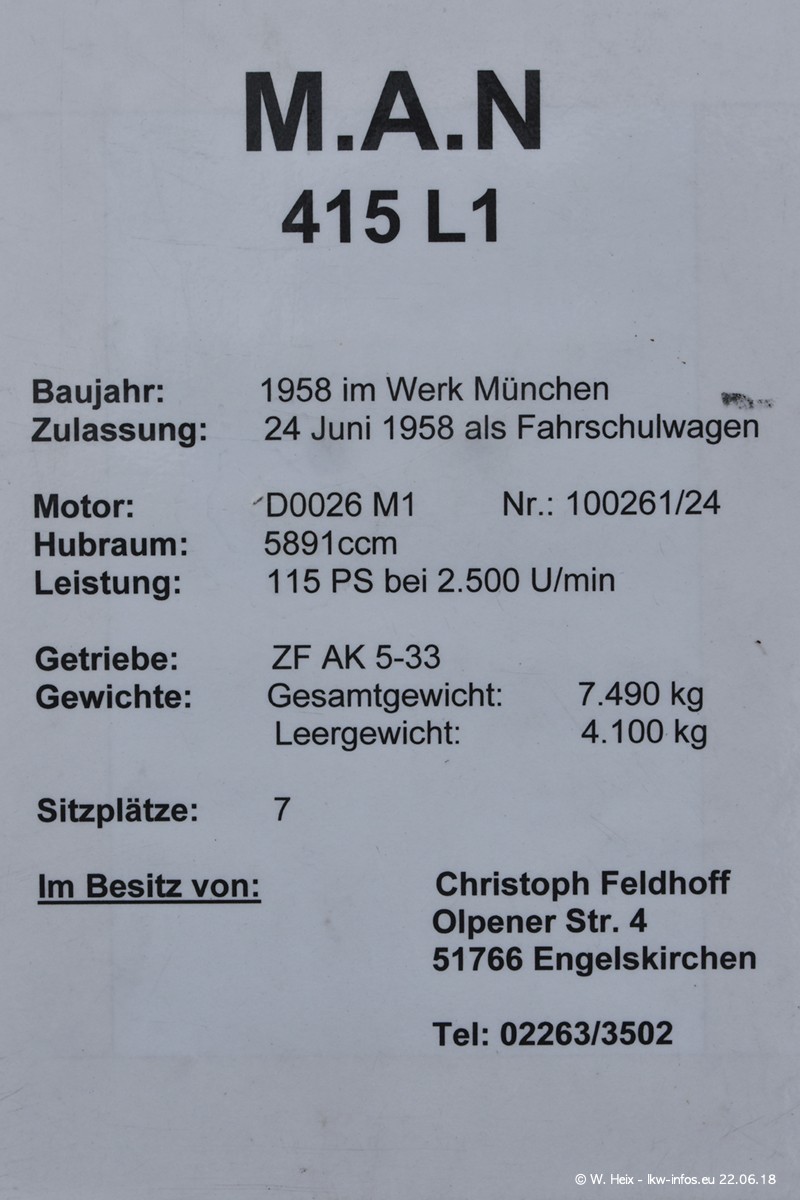 M.A.N
415 L1
Baujahr: 1958 im Werk München
Zulassung: 24 Juni 1958 als Fahrschulwagen
Motor: D0026 M1 Nr.: 100261/24
Hubraum: 5891ccm
Leistung: 115 PS bei 2.500 U/min
Getriebe: ZF AK 5-33
Gewichte: Gesamtgewicht: 7.490 kg
Leergewicht: 4.100 kg
Sitzplätze: 7
Im Besitz von: Christoph Feldhoff
Olpener Str. 4
51766 Engelskirchen
Tel: 02263/3502
© W. Heix - lkw-infos.eu 22.06.18